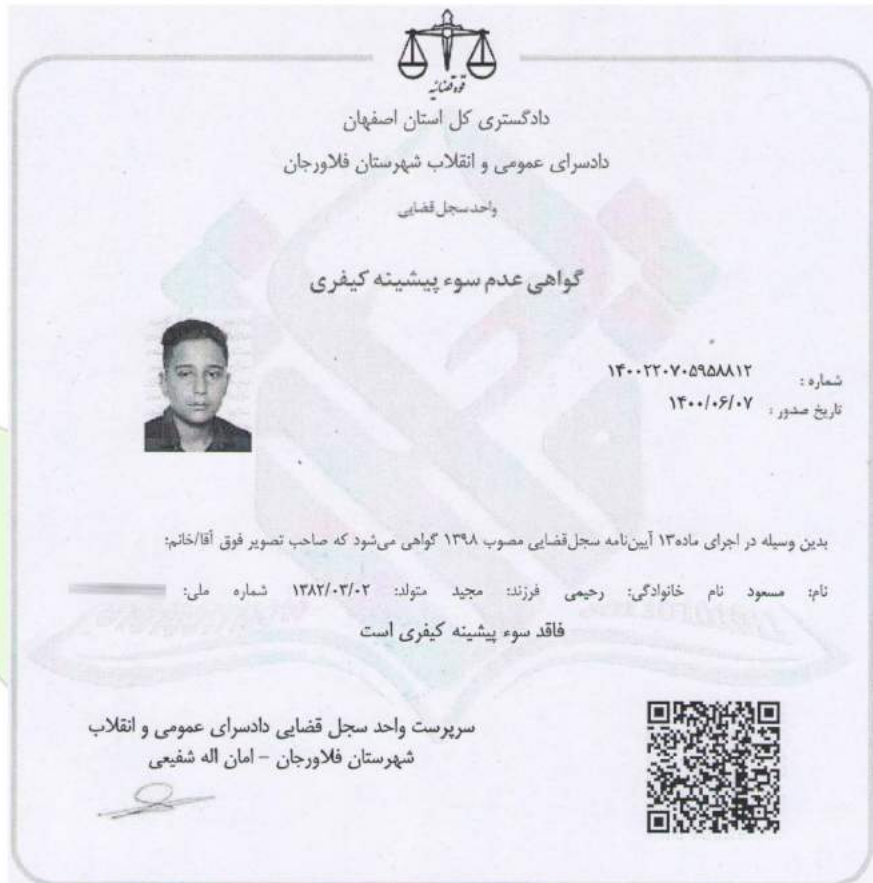 قوه قضائیه
دادگستری کل استان اصفهان
دادسرای عمومی و انقلاب شهرستان فلاورجان
واحد سجل قضایی
گواهی عدم سوء پیشینه کیفری
شماره : ۱۴۰۰۲۲۰۷۰۵۹۵۸۸۱۲
تاریخ صدور : ۱۴۰۰/۰۶/۰۷
بدین وسیله در اجرای ماده۱۳ آیین‌نامه سجل‌قضایی مصوب ۱۳۹۸ گواهی می‌شود که صاحب تصویر فوق آقا/خانم:
نام: مسعود نام خانوادگی: رحیمی فرزند: مجید متولد: ۱۳۸۲/۰۳/۰۲ شماره ملی:
فاقد سوء پیشینه کیفری است
سرپرست واحد سجل قضایی دادسرای عمومی و انقلاب
شهرستان فلاورجان - امان اله شفیعی